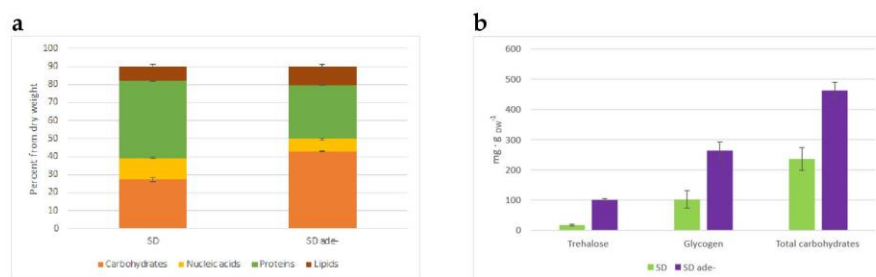 a
100
90
80
70
60
50
40
30
20
10
0
Percent from dry weight
SD
SD ade-
Carbohydrates Nucleic acids Proteins Lipids
b
600
500
400
300
200
100
0
mg · g DW⁻¹
Trehalose Glycogen Total carbohydrates
SD SD ade-